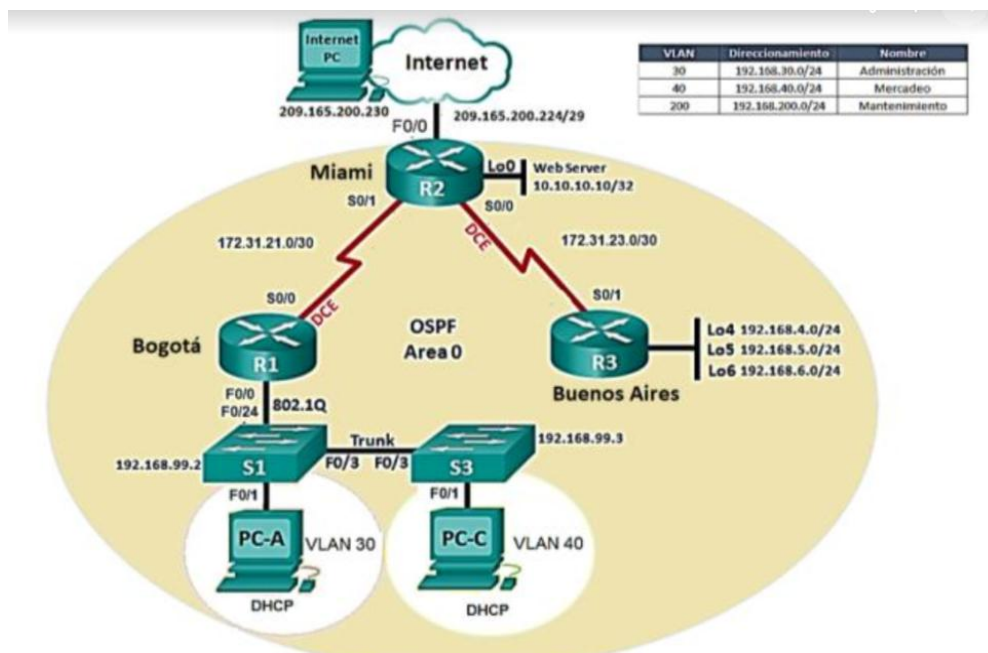 Internet
PC
Internet
209.165.200.230
209.165.200.224/29
F0/0
VLAN Direccionamiento Nombre
30 192.168.30.0/24 Administración
40 192.168.40.0/24 Mercadeo
200 192.168.200.0/24 Mantenimiento
Miami
R2
Lo0
Web Server
10.10.10.10/32
S0/1
S0/0
DCE
172.31.21.0/30
172.31.23.0/30
S0/0
DCE
S0/1
Bogotá
R1
OSPF
Area 0
R3
Buenos Aires
Lo4 192.168.4.0/24
Lo5 192.168.5.0/24
Lo6 192.168.6.0/24
F0/0
F0/24
802.1Q
Trunk
192.168.99.2
S1
F0/3 F0/3
S3
192.168.99.3
F0/1
F0/1
PC-A
VLAN 30
PC-C
VLAN 40
DHCP
DHCP